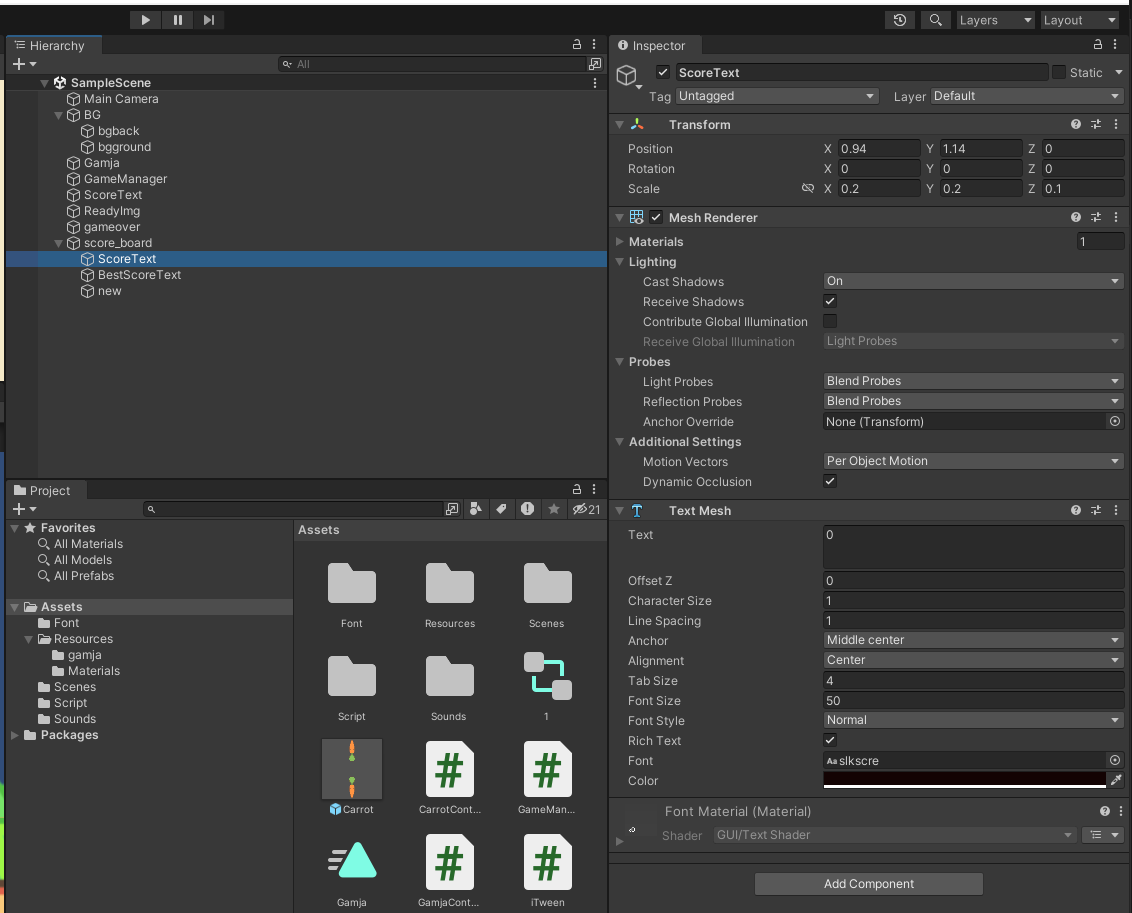 Layers
Layout
Hierarchy
All
SampleScene
Main Camera
BG
bgback
bgground
Gamja
GameManager
ScoreText
ReadyImg
gameover
score_board
ScoreText
BestScoreText
new
Project
21
Favorites
All Materials
All Models
All Prefabs
Assets
Font
Resources
gamja
Materials
Scenes
Script
Sounds
Packages
Assets
Font
Resources
Scenes
Script
Sounds
1
Carrot
CarrotCont...
GameMan...
Gamja
GamjaCont...
iTween
Inspector
ScoreText
Static
Tag Untagged
Layer Default
Transform
Position X 0.94 Y 1.14 Z 0
Rotation X 0 Y 0 Z 0
Scale X 0.2 Y 0.2 Z 0.1
Mesh Renderer
Materials 1
Lighting
Cast Shadows On
Receive Shadows
Contribute Global Illumination
Receive Global Illumination Light Probes
Probes
Light Probes Blend Probes
Reflection Probes Blend Probes
Anchor Override None (Transform)
Additional Settings
Motion Vectors Per Object Motion
Dynamic Occlusion
Text Mesh
Text 0
Offset Z 0
Character Size 1
Line Spacing 1
Anchor Middle center
Alignment Center
Tab Size 4
Font Size 50
Font Style Normal
Rich Text
Font Aa slkscre
Color
Font Material (Material)
Shader GUI/Text Shader
Add Component